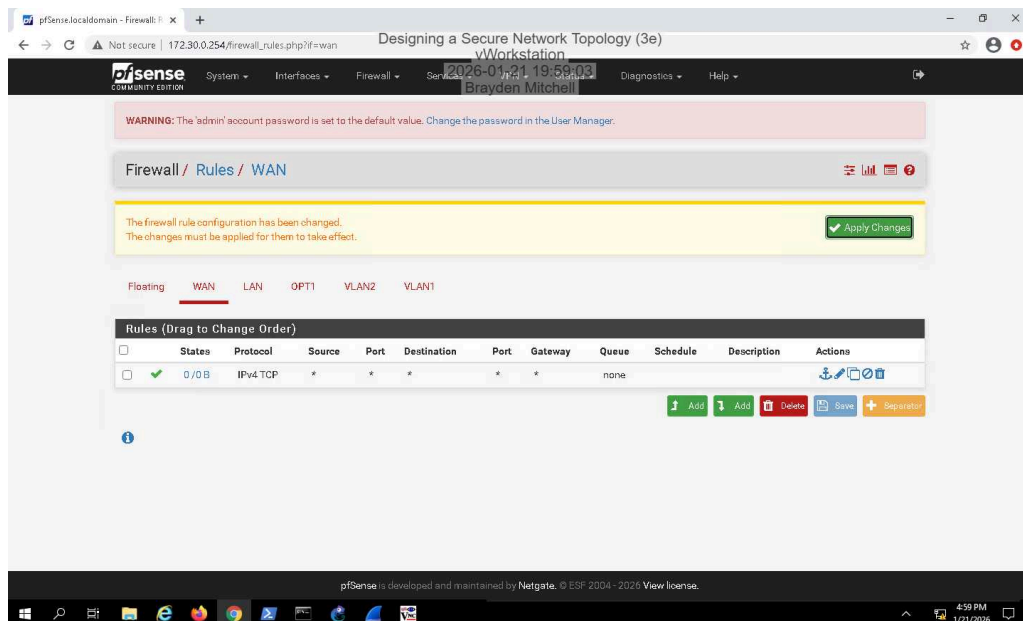 pfSense.localdomain - Firewall: R
Not secure | 172.30.0.254/firewall_rules.php?if=wan
Designing a Secure Network Topology (3e)
vWorkstation
2026-01-21 19:59:03
Brayden Mitchell
pfsense
COMMUNITY EDITION
System Interfaces Firewall Services VPN Status Diagnostics Help
WARNING: The 'admin' account password is set to the default value. Change the password in the User Manager.
Firewall / Rules / WAN
The firewall rule configuration has been changed.
The changes must be applied for them to take effect.
Apply Changes
Floating WAN LAN OPT1 VLAN2 VLAN1
Rules (Drag to Change Order)
States Protocol Source Port Destination Port Gateway Queue Schedule Description Actions
0/0 B IPv4 TCP * * * * * none
Add Add Delete Save Separator
pfSense is developed and maintained by Netgate. © ESF 2004 - 2026 View license.
4:59 PM
1/21/2026